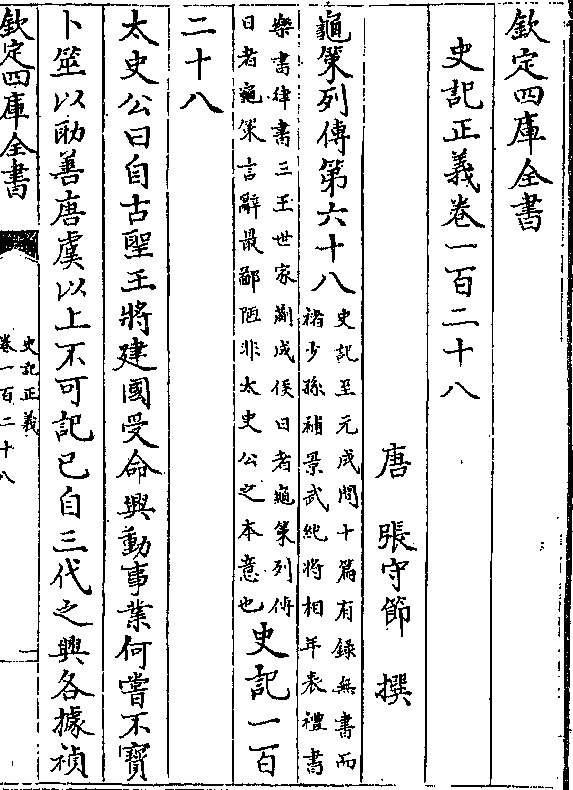 欽定四庫全書
史記正義卷一百二十八
唐 張守節 撰
龜策列傳第六十八
史記至元成間十篇有錄無書而
褚少孫補景武紀將相年表禮書
樂書律書三王世家蒯成侯日者龜策列傳
日者龜策言辭最鄙陋非太史公之本意也
史記一百
二十八
太史公曰自古聖王將建國受命興動事業何嘗不寶
卜筮以助善唐虞以上不可記已自三代之興各據禎
欽定四庫全書
史記正義
卷一百二十八
一